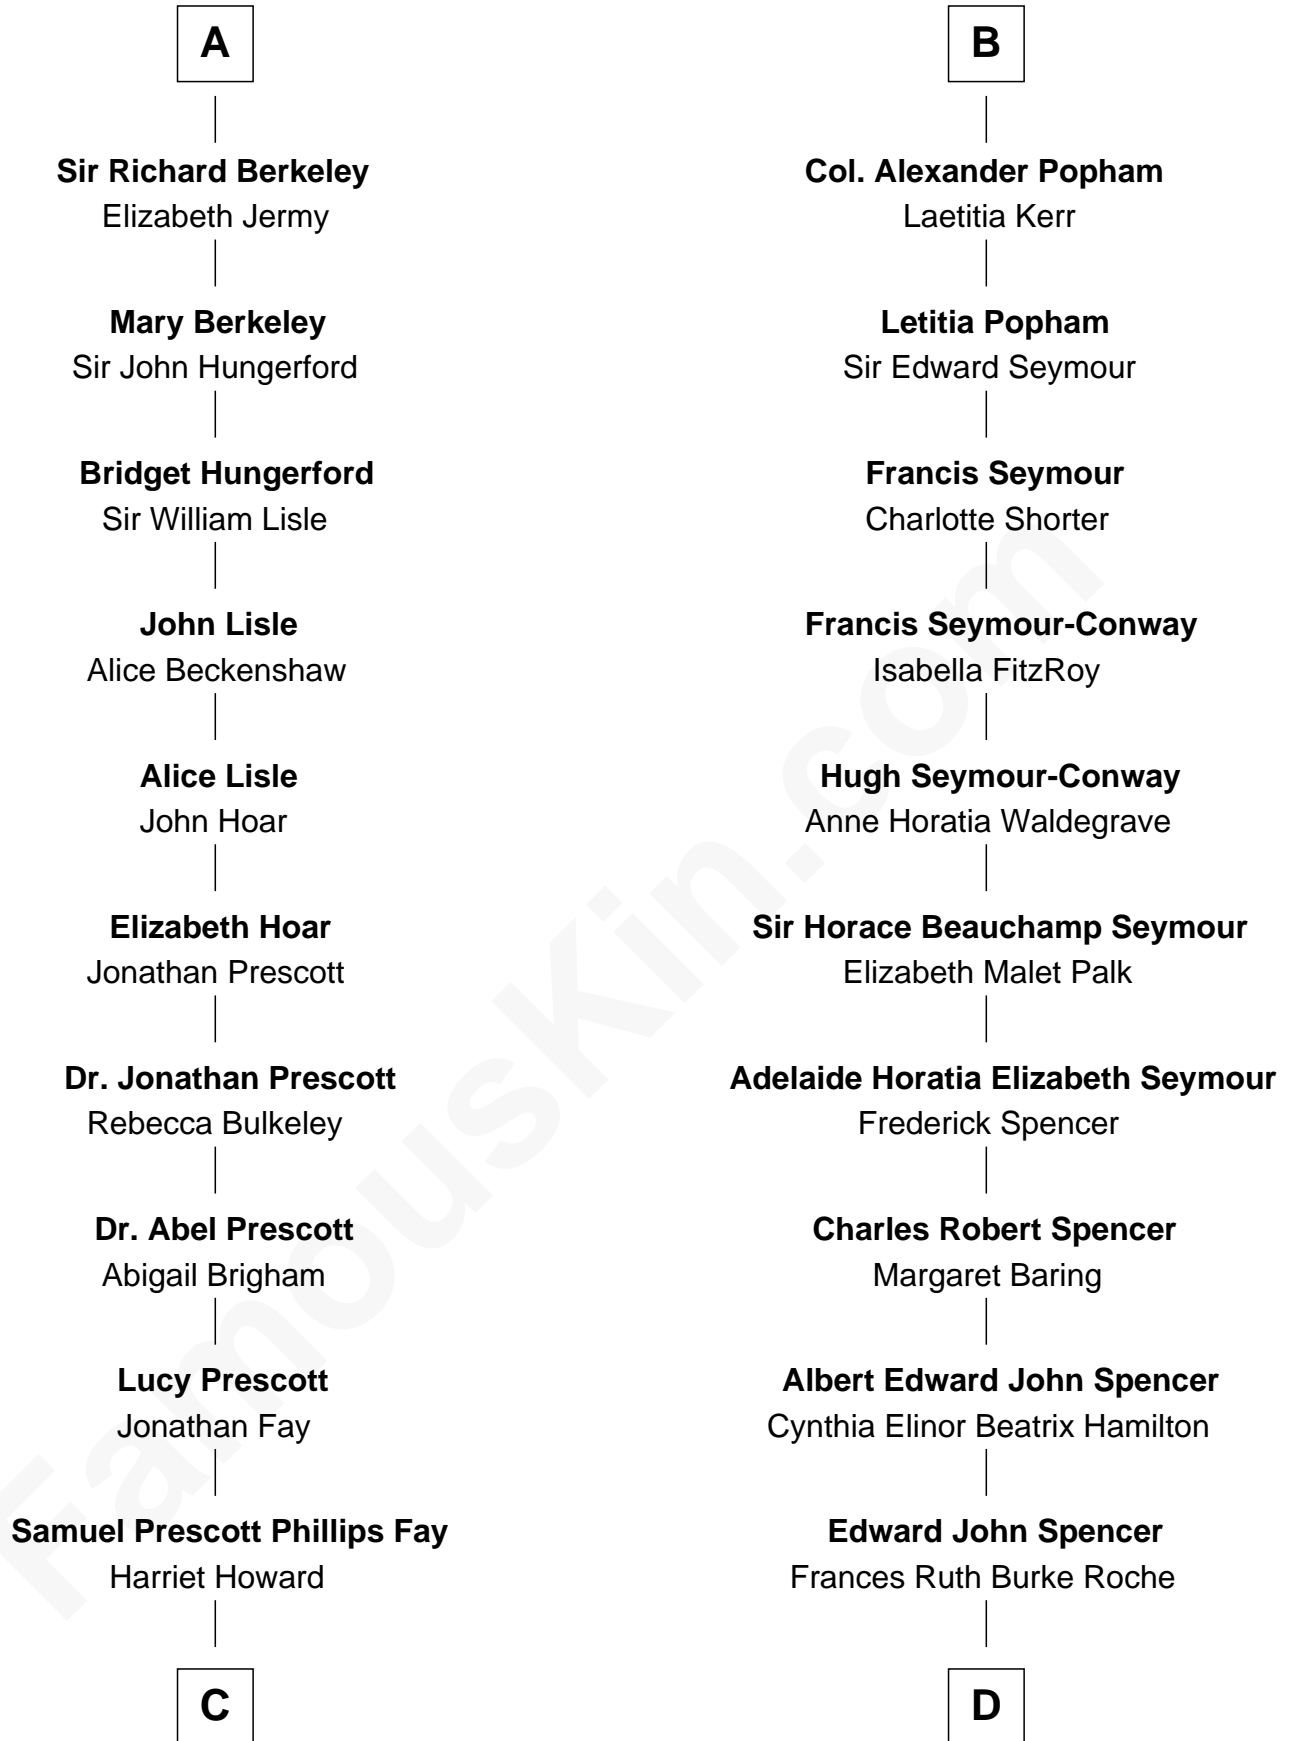 A
Sir Richard Berkeley
Elizabeth Jermy
Mary Berkeley
Sir John Hungerford
Bridget Hungerford
Sir William Lisle
John Lisle
Alice Beckenshaw
Alice Lisle
John Hoar
Elizabeth Hoar
Jonathan Prescott
Dr. Jonathan Prescott
Rebecca Bulkeley
Dr. Abel Prescott
Abigail Brigham
Lucy Prescott
Jonathan Fay
Samuel Prescott Phillips Fay
Harriet Howard
C
B
Col. Alexander Popham
Laetitia Kerr
Letitia Popham
Sir Edward Seymour
Francis Seymour
Charlotte Shorter
Francis Seymour-Conway
Isabella FitzRoy
Hugh Seymour-Conway
Anne Horatia Waldegrave
Sir Horace Beauchamp Seymour
Elizabeth Malet Palk
Adelaide Horatia Elizabeth Seymour
Frederick Spencer
Charles Robert Spencer
Margaret Baring
Albert Edward John Spencer
Cynthia Elinor Beatrix Hamilton
Edward John Spencer
Frances Ruth Burke Roche
D
FamousKin.com